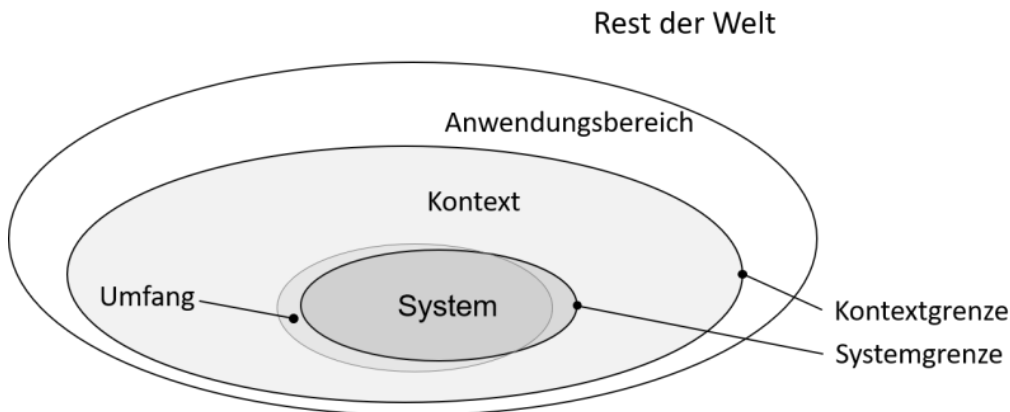 Rest der Welt
Anwendungsbereich
Kontext
Umfang
System
Kontextgrenze
Systemgrenze